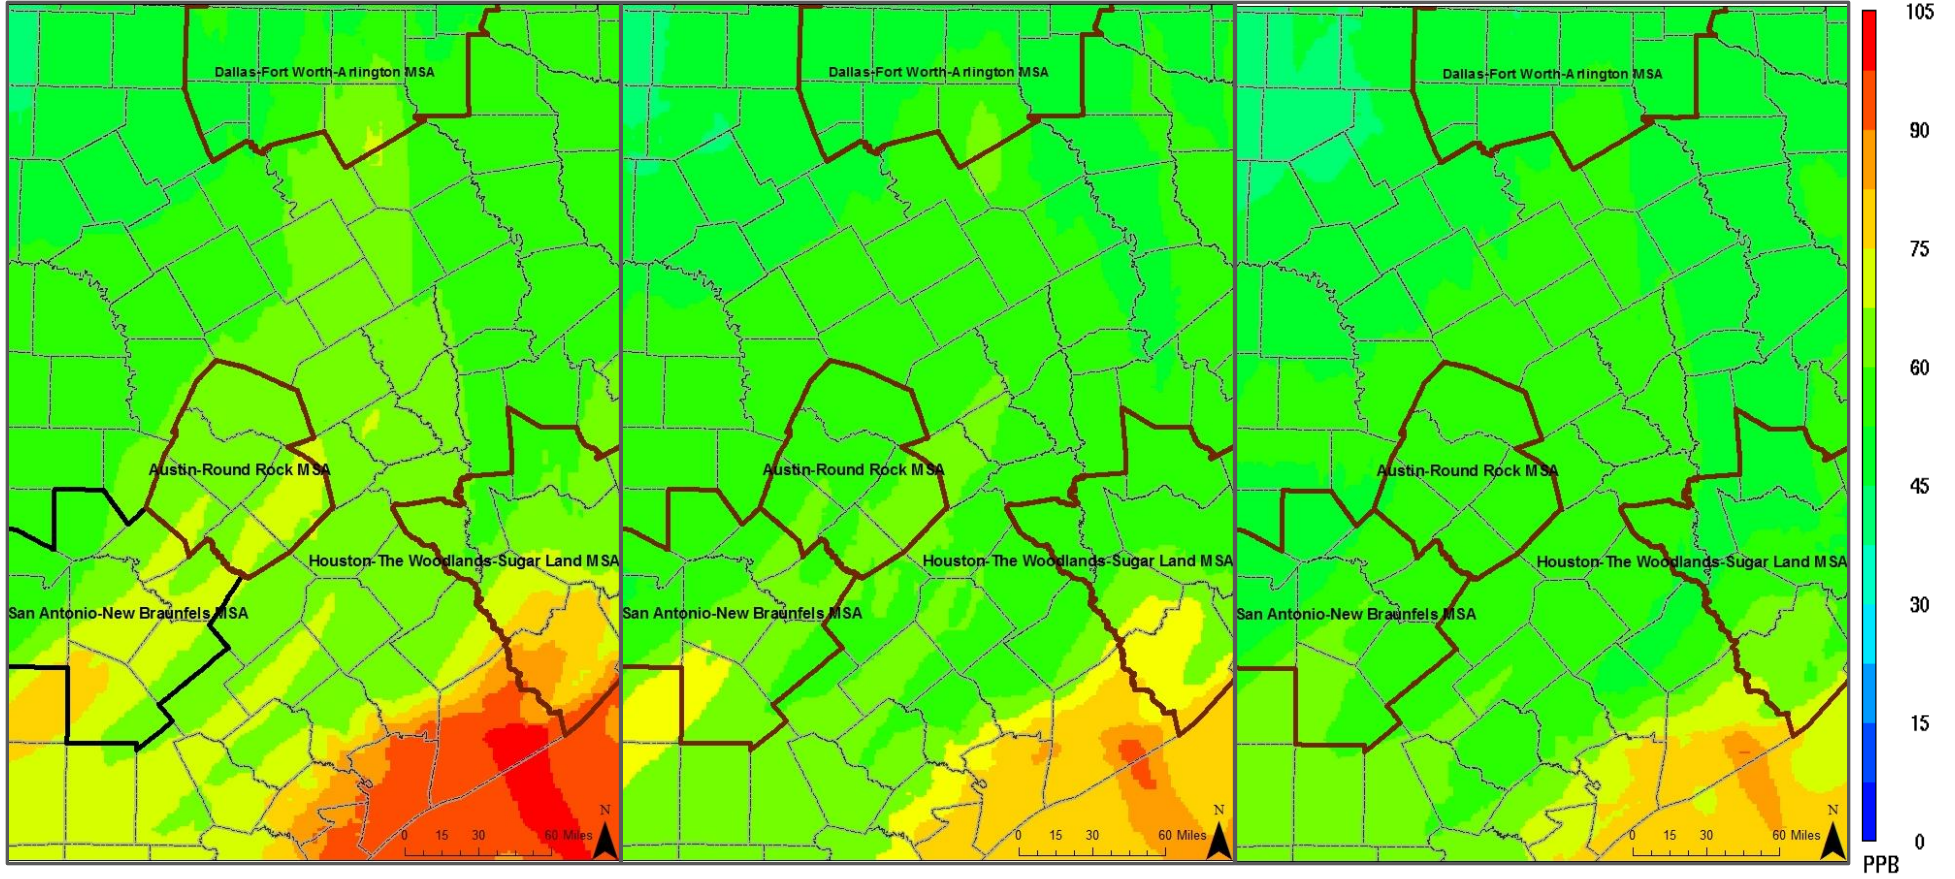 Dallas-Fort Worth-Arlington MSA
Austin-Round Rock MSA
Houston-The Woodlands-Sugar Land MSA
San Antonio-New Braunfels MSA
N
0 15 30 60 Miles
Dallas-Fort Worth-Arlington MSA
Austin-Round Rock MSA
Houston-The Woodlands-Sugar Land MSA
San Antonio-New Braunfels MSA
N
0 15 30 60 Miles
Dallas-Fort Worth-Arlington MSA
Austin-Round Rock MSA
Houston-The Woodlands-Sugar Land MSA
San Antonio-New Braunfels MSA
N
0 15 30 60 Miles
105
90
75
60
45
30
15
0
PPB